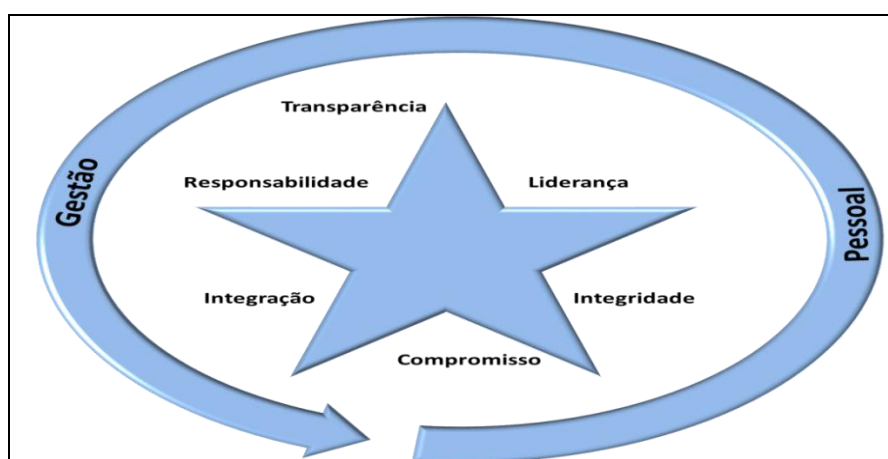 Transparência
Gestão
Responsabilidade
Liderança
Pessoal
Integração
Integridade
Compromisso